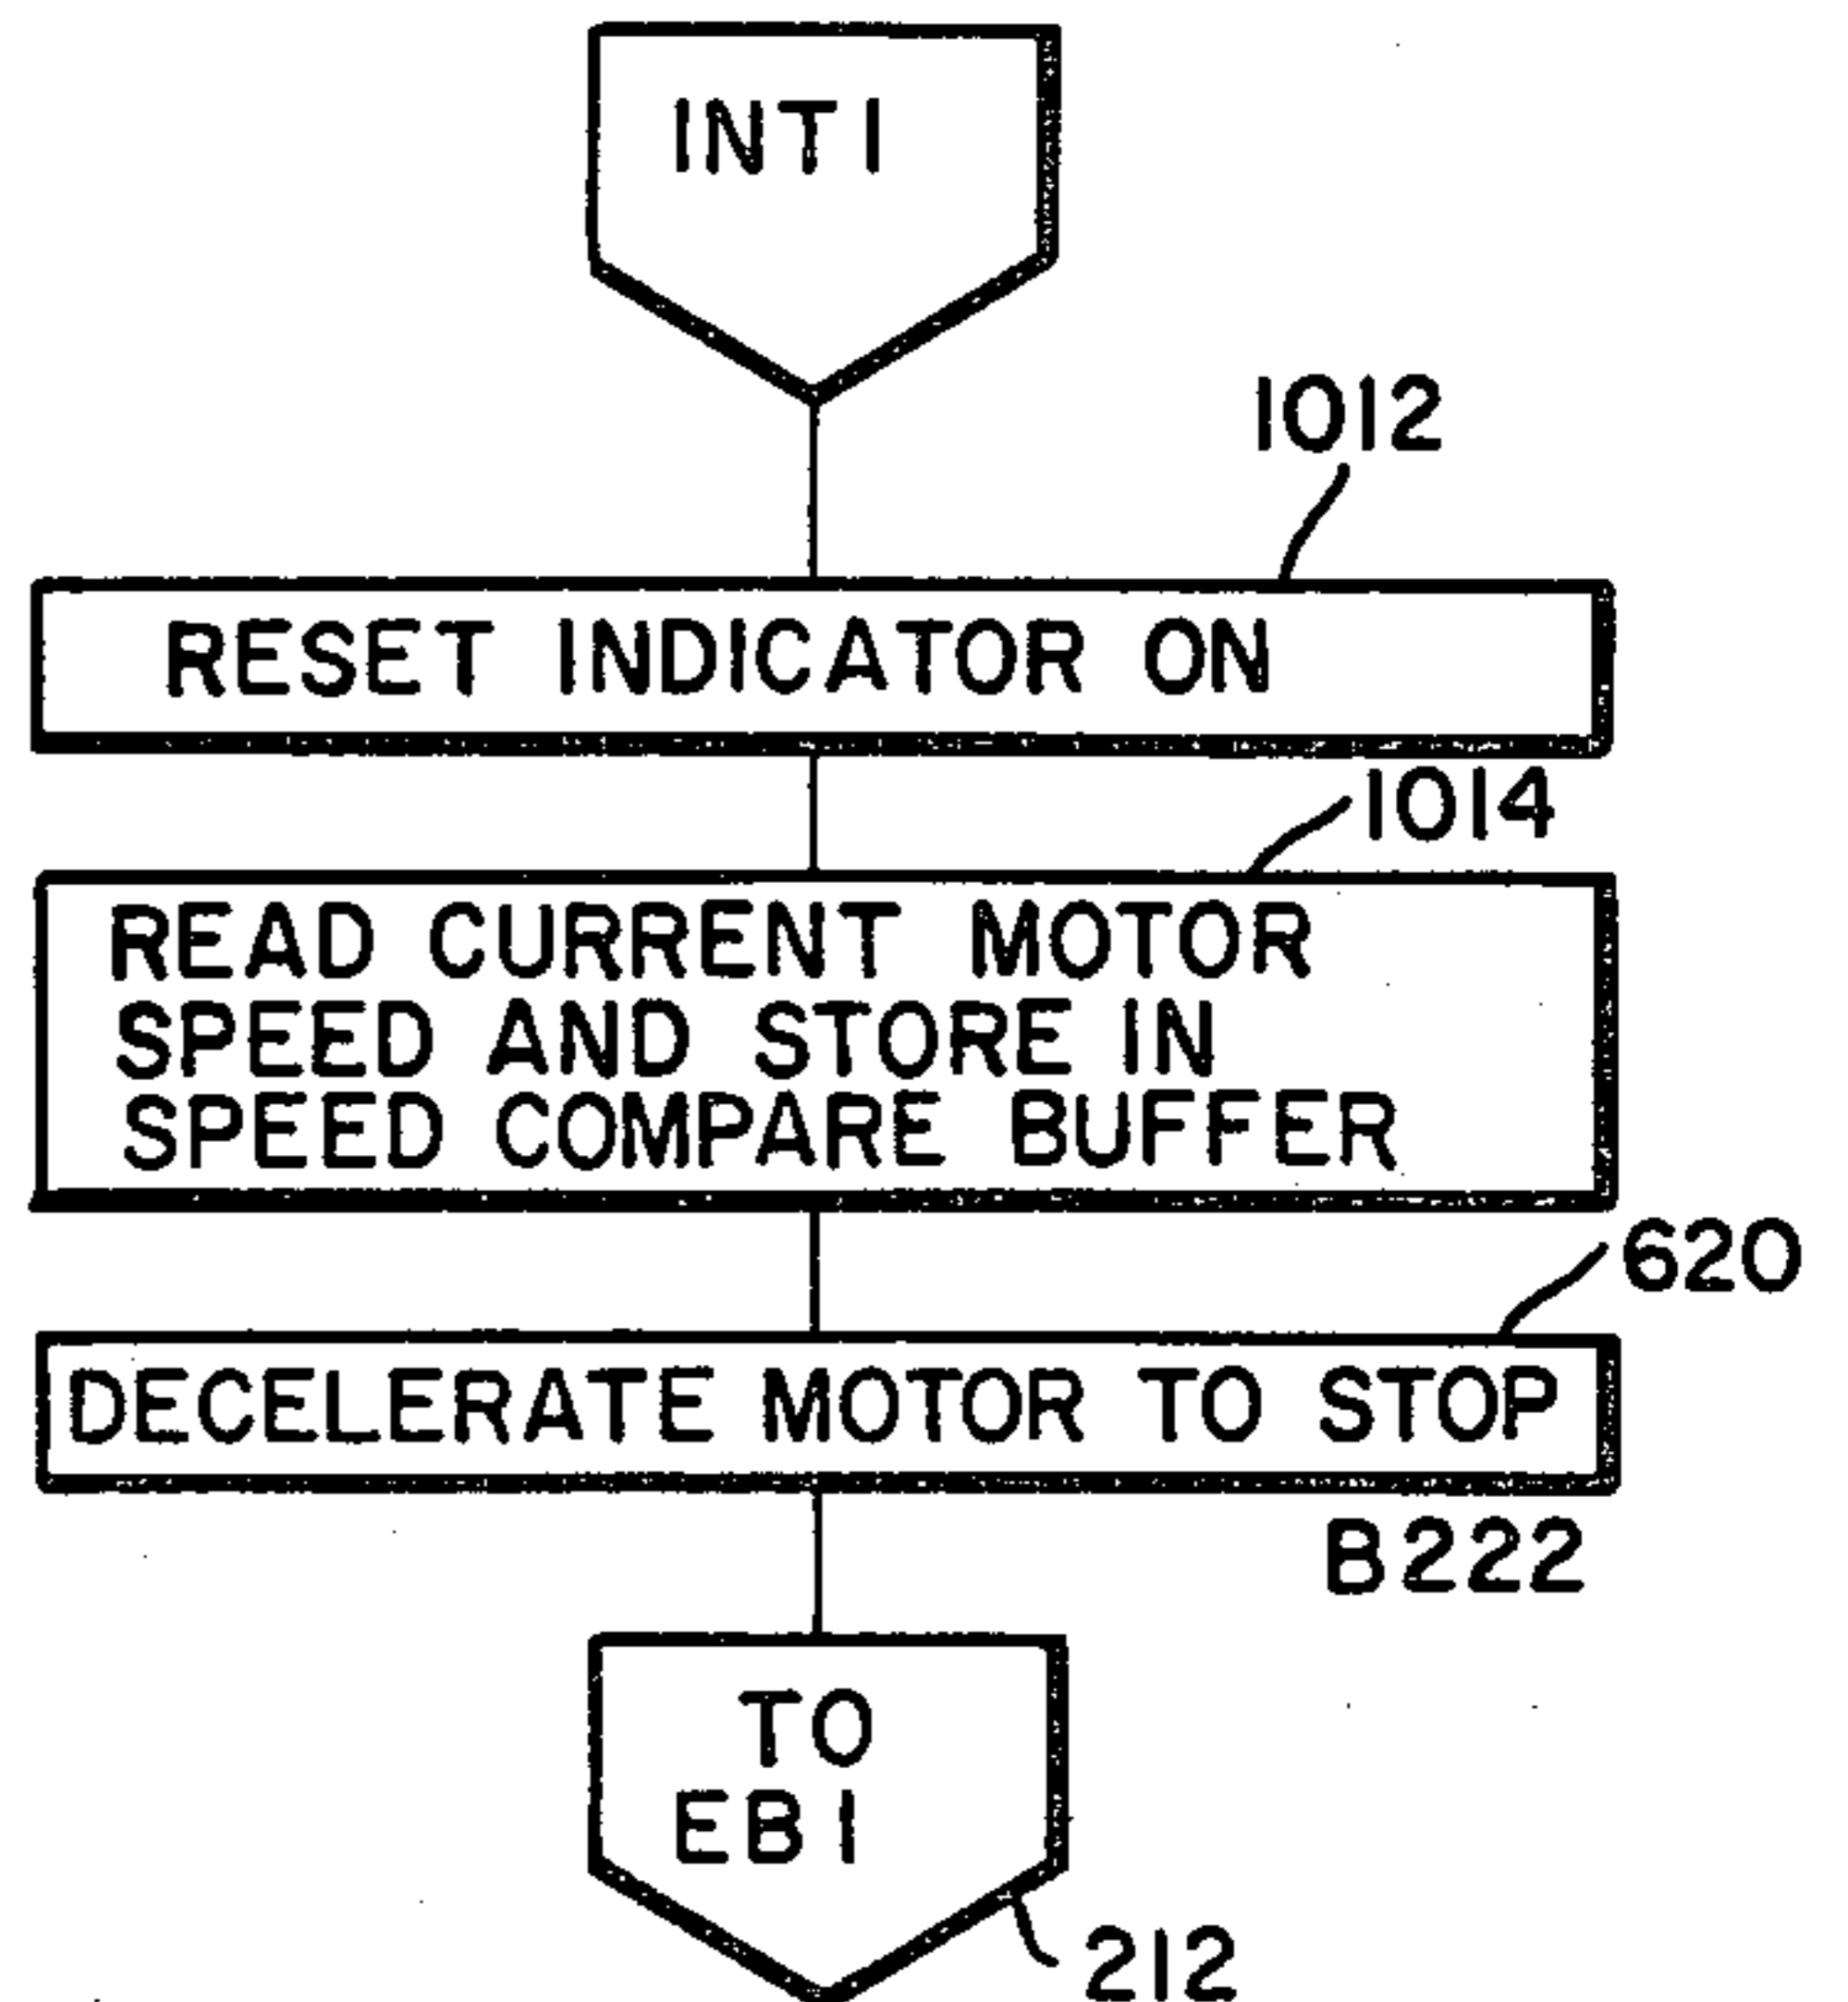 INT1
1012
RESET INDICATOR ON
1014
READ CURRENT MOTOR
SPEED AND STORE IN
SPEED COMPARE BUFFER
620
DECELERATE MOTOR TO STOP
B222
TO
EB1
212